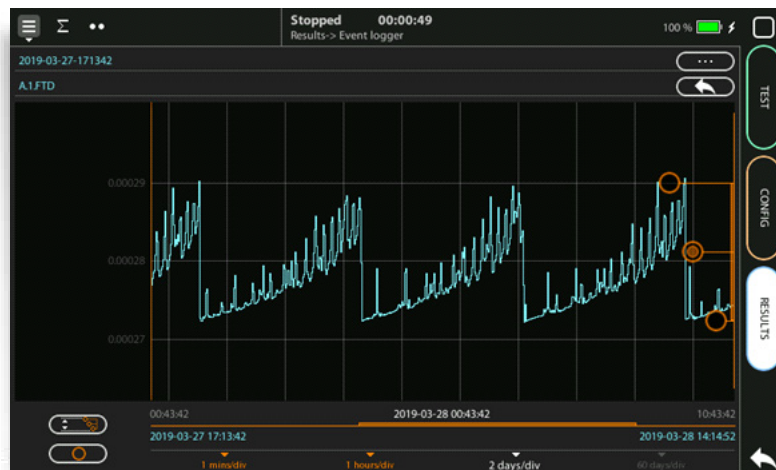 Σ
Stopped 00:00:49
Results-> Event logger
100 %
2019-03-27-171342
...
A.1.FTD
TEST
CONFIG
RESULTS
0.00029
0.00028
0.00027
00:43:42 2019-03-28 00:43:42 10:43:42
2019-03-27 17:13:42 2019-03-28 14:14:52
1 mins/div 1 hours/div 2 days/div 60 days/div